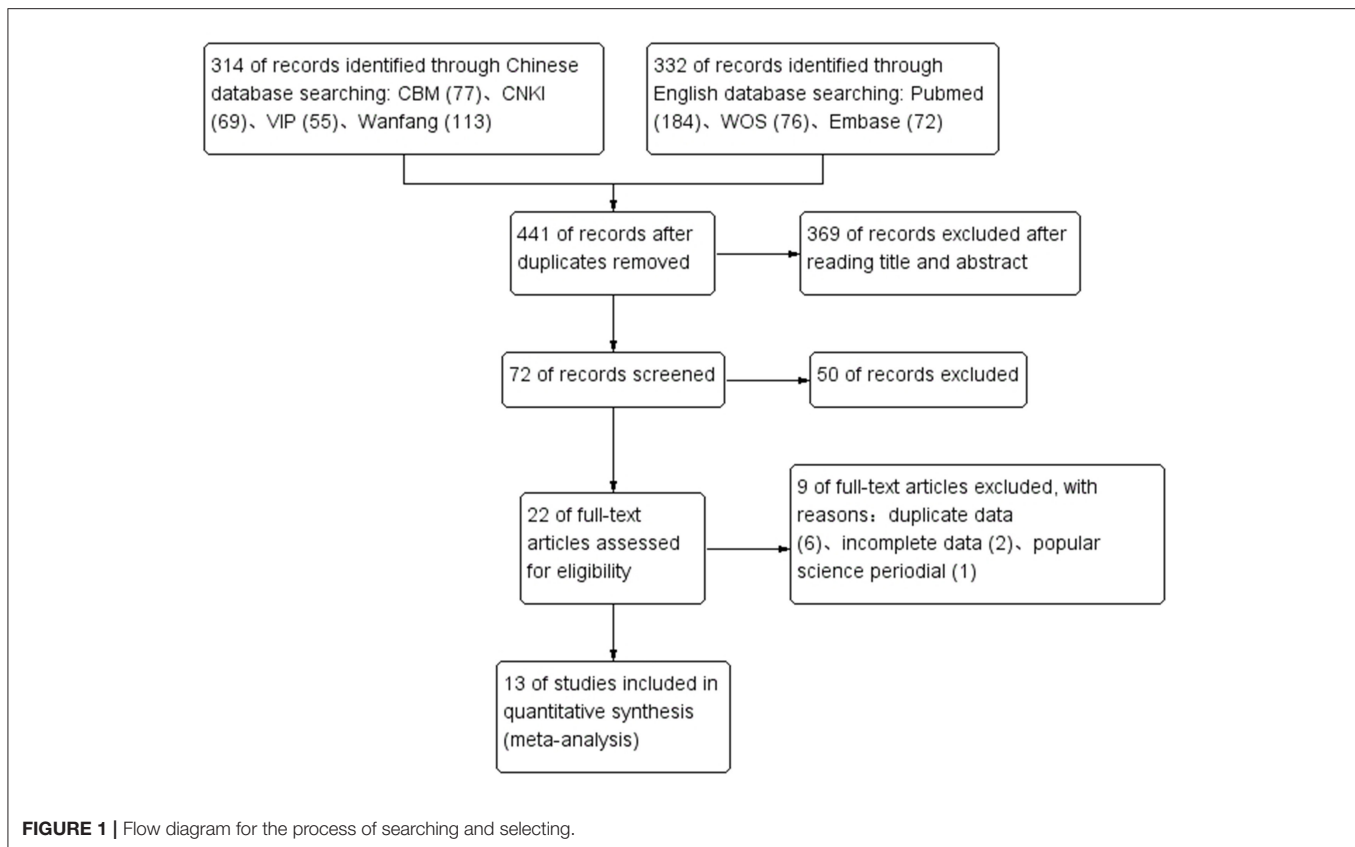 314 of records identified through Chinese
database searching: CBM (77)、CNKI
(69)、VIP (55)、Wanfang (113)
332 of records identified through
English database searching: Pubmed
(184)、WOS (76)、Embase (72)
441 of records after
duplicates removed
369 of records excluded after
reading title and abstract
72 of records screened
50 of records excluded
22 of full-text
articles assessed
for eligibility
9 of full-text articles excluded, with
reasons：duplicate data
(6)、incomplete data (2)、popular
science periodial (1)
13 of studies included in
quantitative synthesis
(meta-analysis)
FIGURE 1 | Flow diagram for the process of searching and selecting.